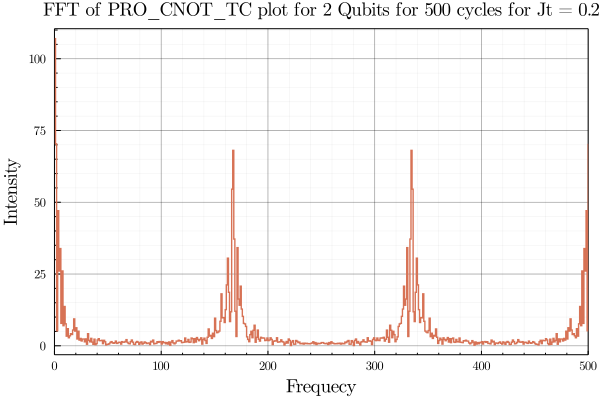 FFT of PRO_CNOT_TC plot for 2 Qubits for 500 cycles for Jt = 0.2
100
75
50
25
0
Intensity
0 100 200 300 400 500
Frequecy